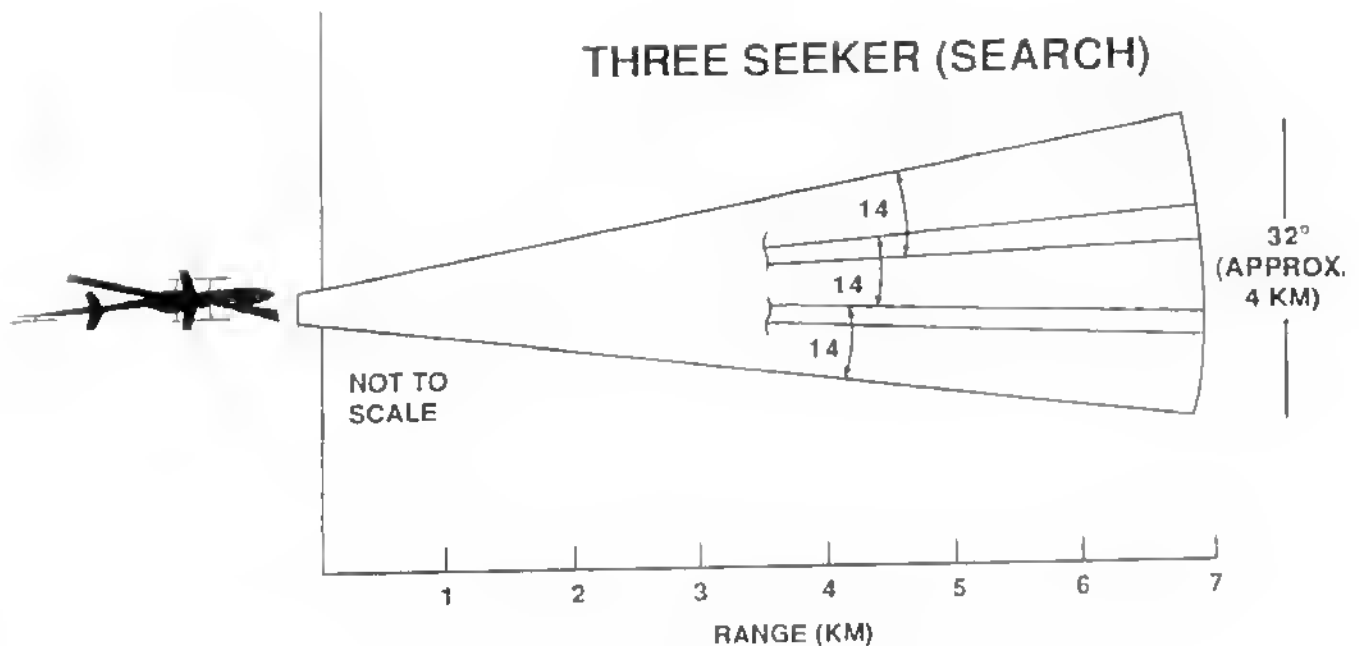 THREE SEEKER (SEARCH)
14
14
14
32°
(APPROX.
4 KM)
NOT TO
SCALE
1 2 3 4 5 6 7
RANGE (KM)